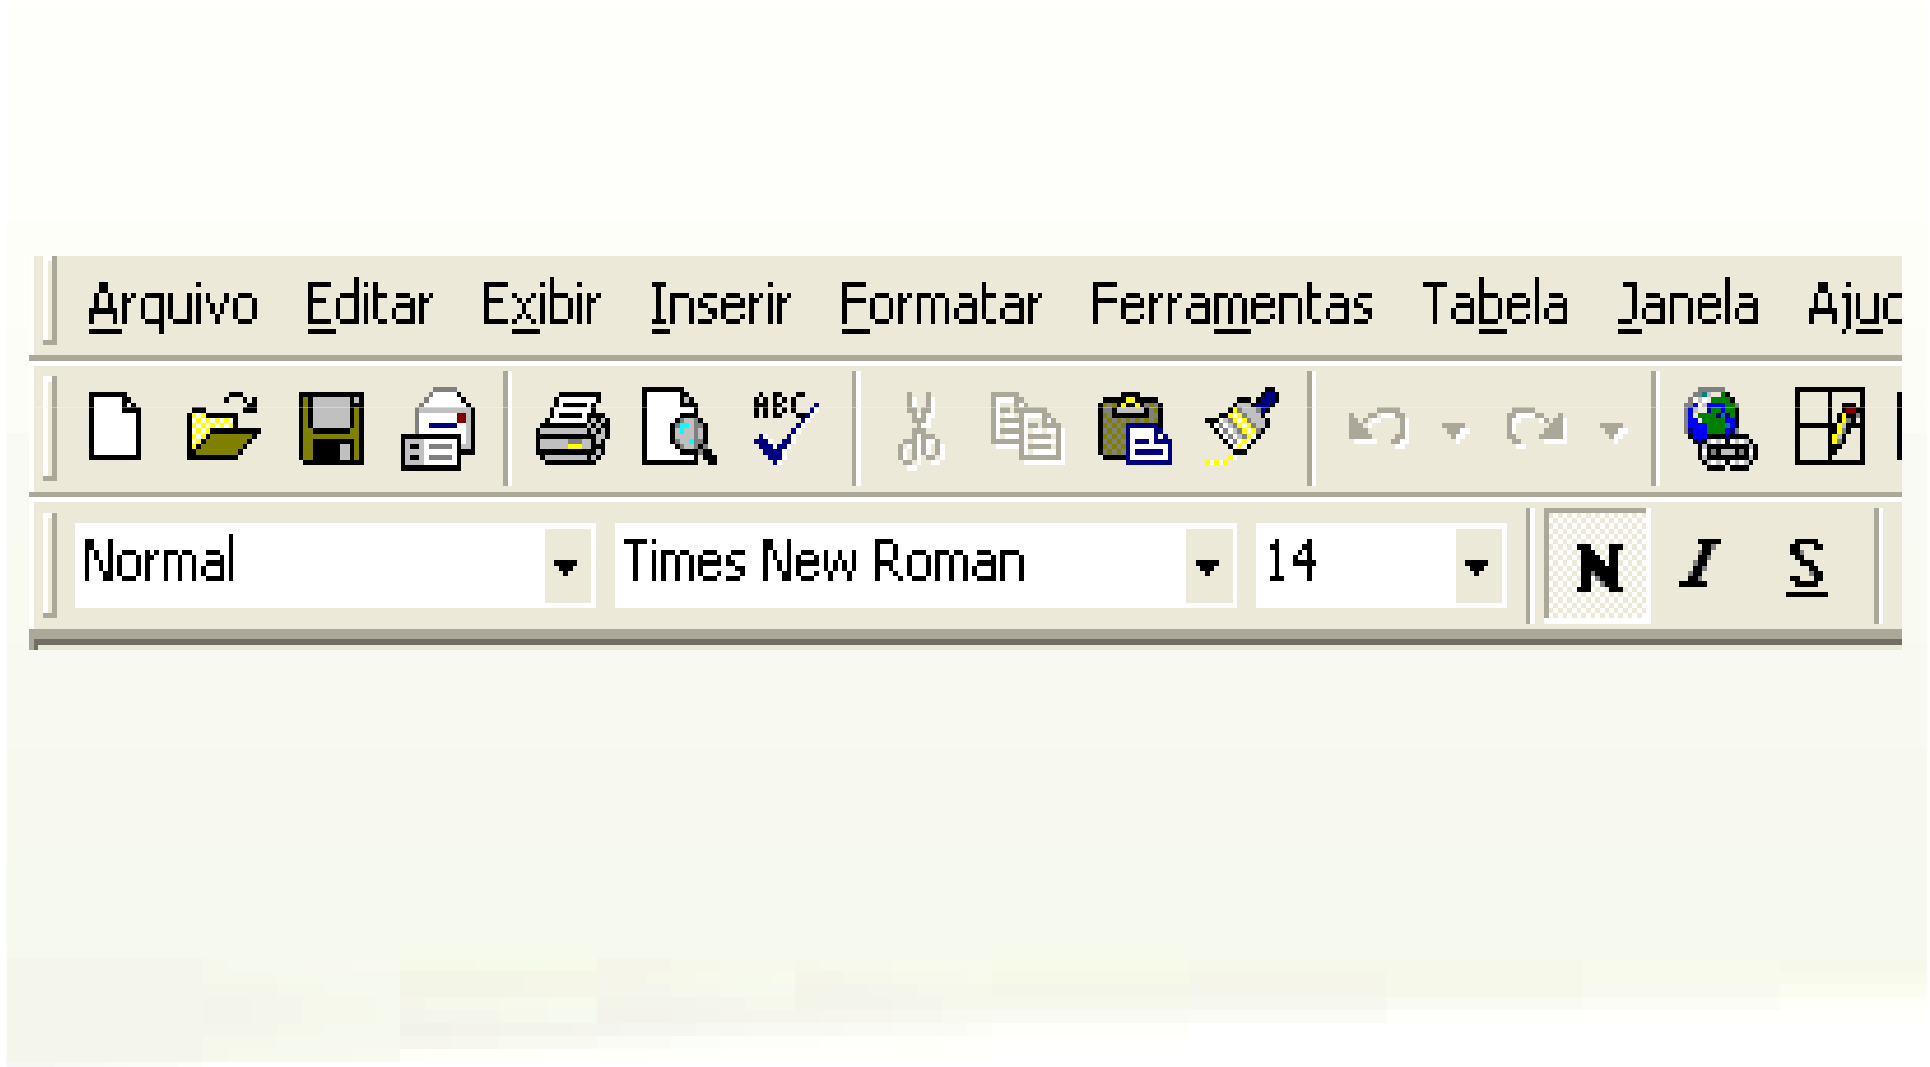 Arquivo Editar Exibir Inserir Formatar Ferramentas Tabela Janela
ABC
Normal Times New Roman 14 N I S